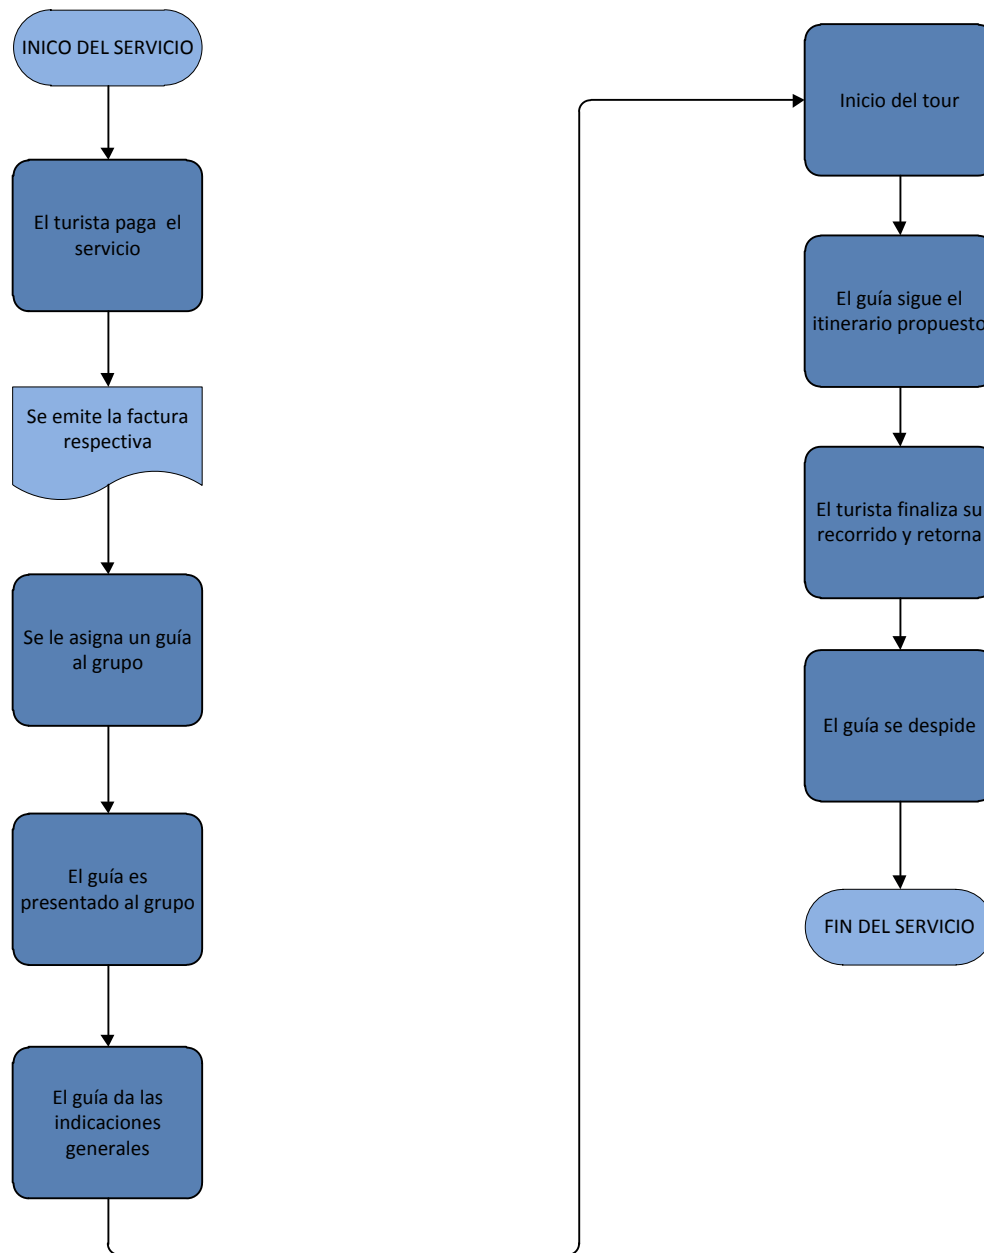 INICO DEL SERVICIO
El turista paga  el
servicio
Se emite la factura
respectiva
Se le asigna un guía
al grupo
El guía es
presentado al grupo
El guía da las
indicaciones
generales
Inicio del tour
El guía sigue el
itinerario propuesto
El turista finaliza su
recorrido y retorna
El guía se despide
FIN DEL SERVICIO